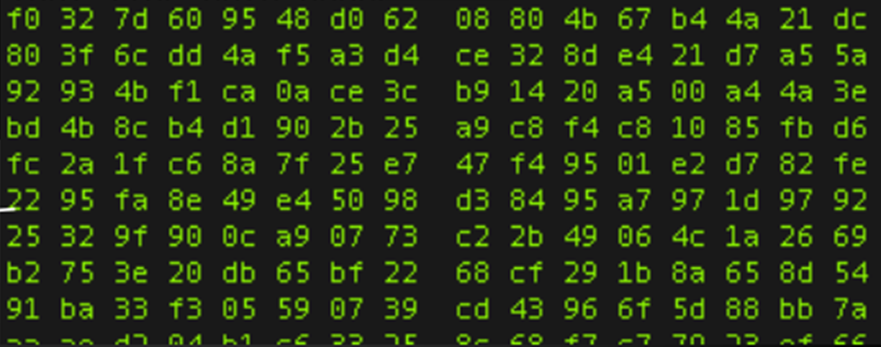 f0 32 7d 60 95 48 d0 62 08 80 4b 67 b4 4a 21 dc
80 3f 6c dd 4a f5 a3 d4 ce 32 8d e4 21 d7 a5 5a
92 93 4b f1 ca 0a ce 3c b9 14 20 a5 00 a4 4a 3e
bd 4b 8c b4 d1 90 2b 25 a9 c8 f4 c8 10 85 fb d6
fc 2a 1f c6 8a 7f 25 e7 47 f4 95 01 e2 d7 82 fe
22 95 fa 8e 49 e4 50 98 d3 84 95 a7 97 1d 97 92
25 32 9f 90 0c a9 07 73 c2 2b 49 06 4c 1a 26 69
b2 75 3e 20 db 65 bf 22 68 cf 29 1b 8a 65 8d 54
91 ba 33 f3 05 59 07 39 cd 43 96 6f 5d 88 bb 7a